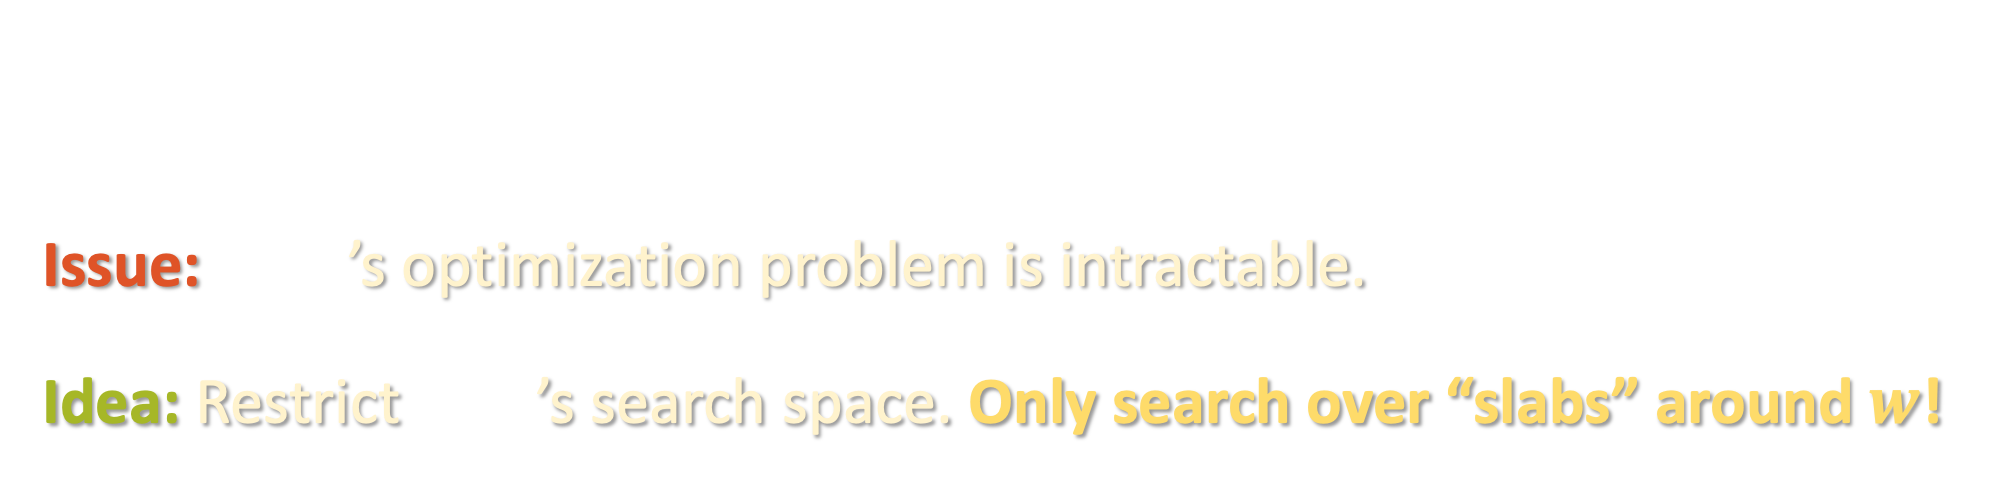 Issue: ’s optimization problem is intractable.
Idea: Restrict ’s search space. Only search over “slabs” around w!